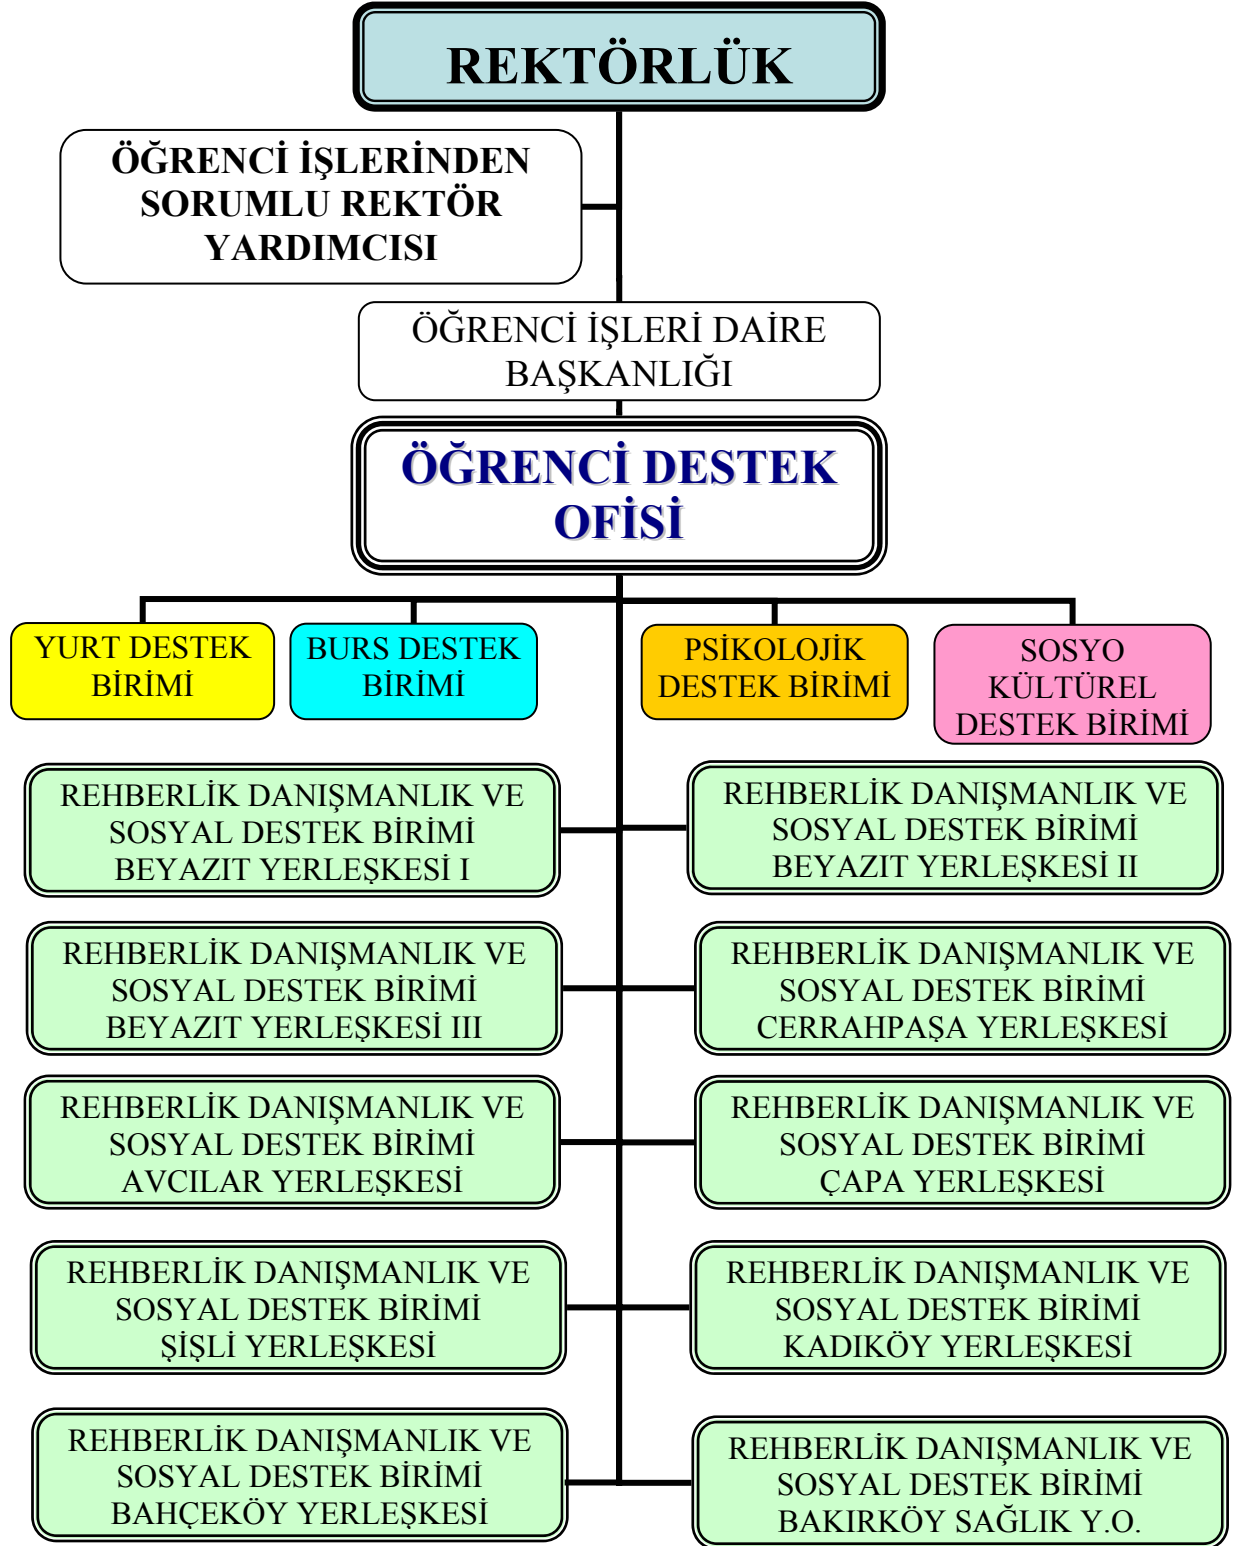 REKTÖRLÜK
ÖĞRENCİ İŞLERİNDEN
SORUMLU REKTÖR
YARDIMCISI
ÖĞRENCİ İŞLERİ DAİRE
BAŞKANLIĞI
ÖĞRENCİ DESTEK
OFİSİ
YURT DESTEK
BİRİMİ
BURS DESTEK
BİRİMİ
PSİKOLOJİK
DESTEK BİRİMİ
SOSYO
KÜLTÜREL
DESTEK BİRİMİ
REHBERLİK DANIŞMANLIK VE
SOSYAL DESTEK BİRİMİ
BEYAZIT YERLEŞKESİ I
REHBERLİK DANIŞMANLIK VE
SOSYAL DESTEK BİRİMİ
BEYAZIT YERLEŞKESİ II
REHBERLİK DANIŞMANLIK VE
SOSYAL DESTEK BİRİMİ
BEYAZIT YERLEŞKESİ III
REHBERLİK DANIŞMANLIK VE
SOSYAL DESTEK BİRİMİ
CERRAHPAŞA YERLEŞKESİ
REHBERLİK DANIŞMANLIK VE
SOSYAL DESTEK BİRİMİ
AVCILAR YERLEŞKESİ
REHBERLİK DANIŞMANLIK VE
SOSYAL DESTEK BİRİMİ
ÇAPA YERLEŞKESİ
REHBERLİK DANIŞMANLIK VE
SOSYAL DESTEK BİRİMİ
ŞİŞLİ YERLEŞKESİ
REHBERLİK DANIŞMANLIK VE
SOSYAL DESTEK BİRİMİ
KADIKÖY YERLEŞKESİ
REHBERLİK DANIŞMANLIK VE
SOSYAL DESTEK BİRİMİ
BAHÇEKÖY YERLEŞKESİ
REHBERLİK DANIŞMANLIK VE
SOSYAL DESTEK BİRİMİ
BAKIRKÖY SAĞLIK Y.O.